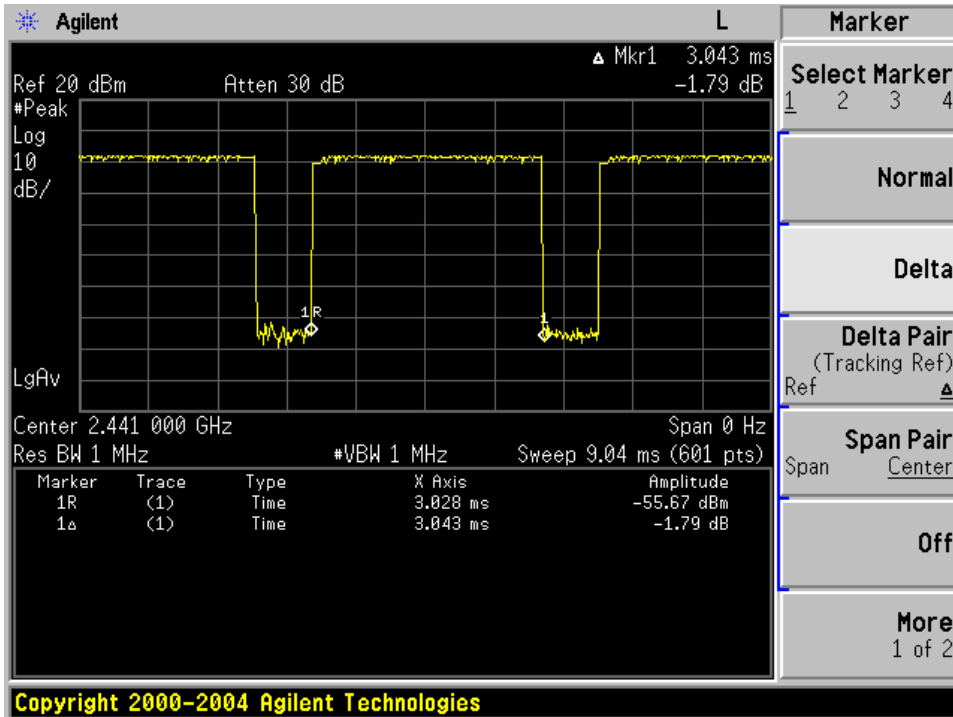 Agilent L
Δ Mkr1 3.043 ms
Ref 20 dBm Atten 30 dB -1.79 dB
#Peak
Log
10
dB/
1R
1
LgAv
Center 2.441 000 GHz Span 0 Hz
Res BW 1 MHz #VBW 1 MHz Sweep 9.04 ms (601 pts)
Marker Trace Type X Axis Amplitude
1R (1) Time 3.028 ms -55.67 dBm
1Δ (1) Time 3.043 ms -1.79 dB
Marker
Select Marker
1 2 3 4
Normal
Delta
Delta Pair
(Tracking Ref)
Ref Δ
Span Pair
Span Center
Off
More
1 of 2
Copyright 2000-2004 Agilent Technologies